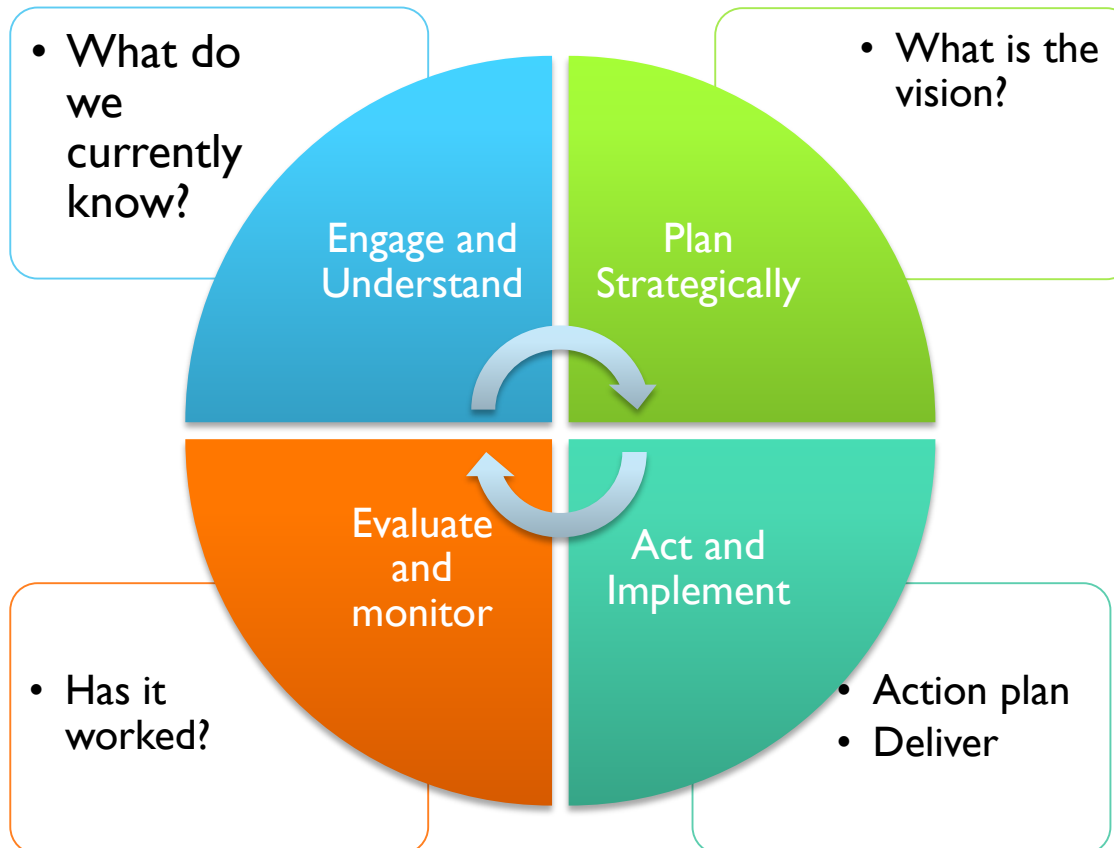 • What do
we
currently
know?
• What is the
vision?
Engage and
Understand
Plan
Strategically
Evaluate
and
monitor
Act and
Implement
• Has it
worked?
• Action plan
• Deliver